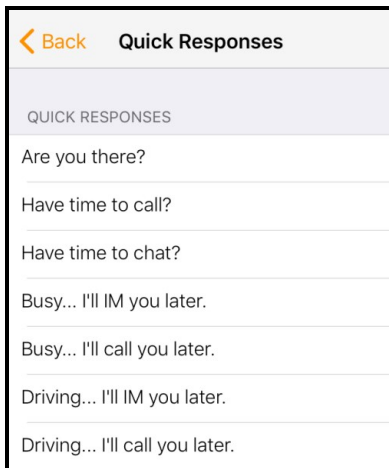 Back Quick Responses
QUICK RESPONSES
Are you there?
Have time to call?
Have time to chat?
Busy... I'll IM you later.
Busy... I'll call you later.
Driving... I'll IM you later.
Driving... I'll call you later.